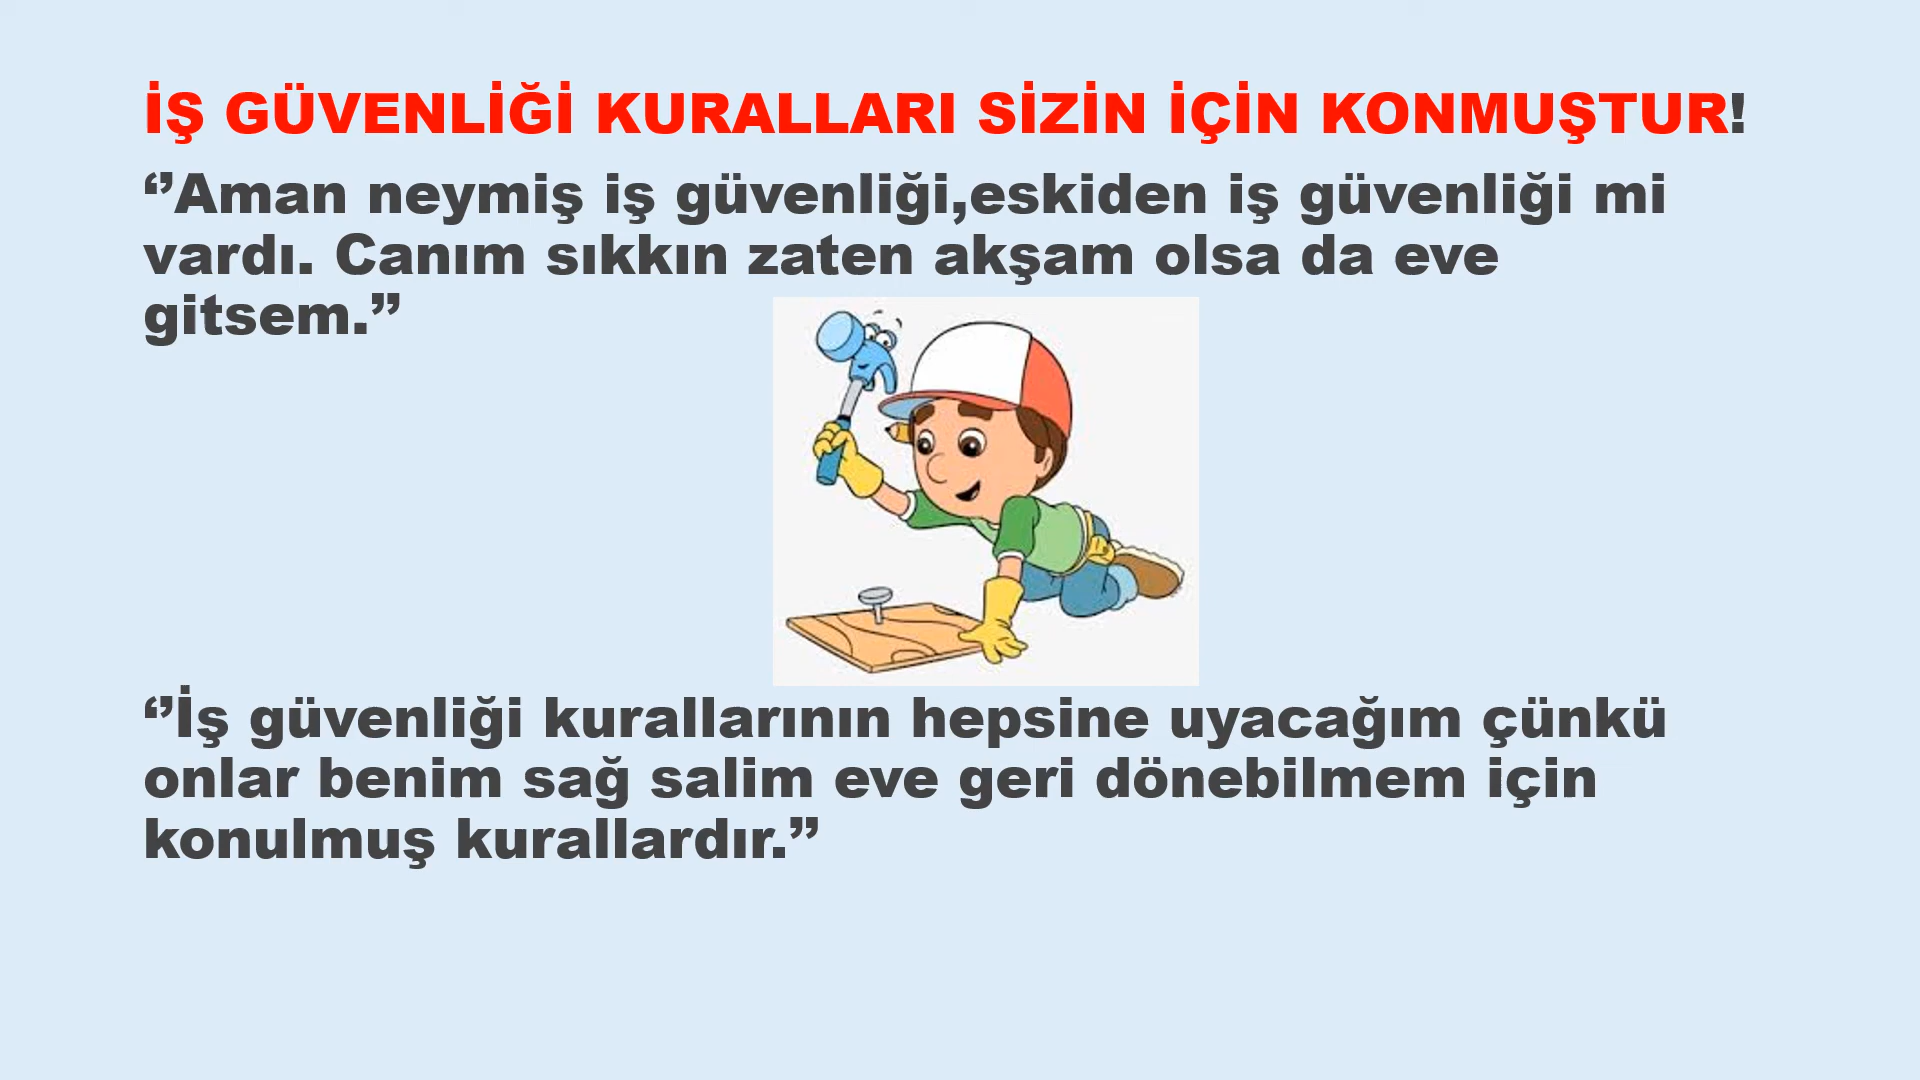 İŞ GÜVENLİĞİ KURALLARI SİZİN İÇİN KONMUŞTUR!
‘’Aman neymiş iş güvenliği,eskiden iş güvenliği mi
vardı. Canım sıkkın zaten akşam olsa da eve
gitsem.’’
‘’İş güvenliği kurallarının hepsine uyacağım çünkü
onlar benim sağ salim eve geri dönebilmem için
konulmuş kurallardır.’’